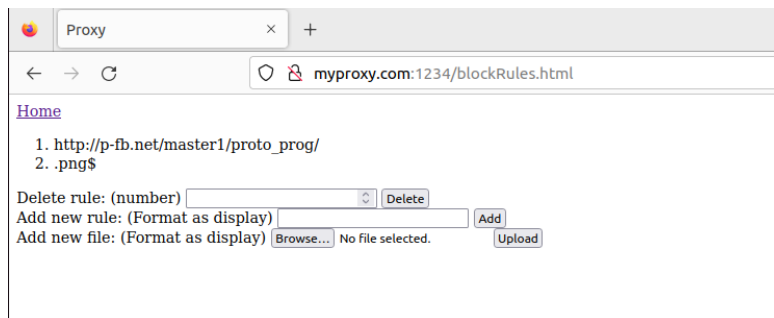 Proxy
myproxy.com:1234/blockRules.html
Home
1. http://p-fb.net/master1/proto_prog/
2. .png$
Delete rule: (number) Delete
Add new rule: (Format as display) Add
Add new file: (Format as display) Browse... No file selected. Upload